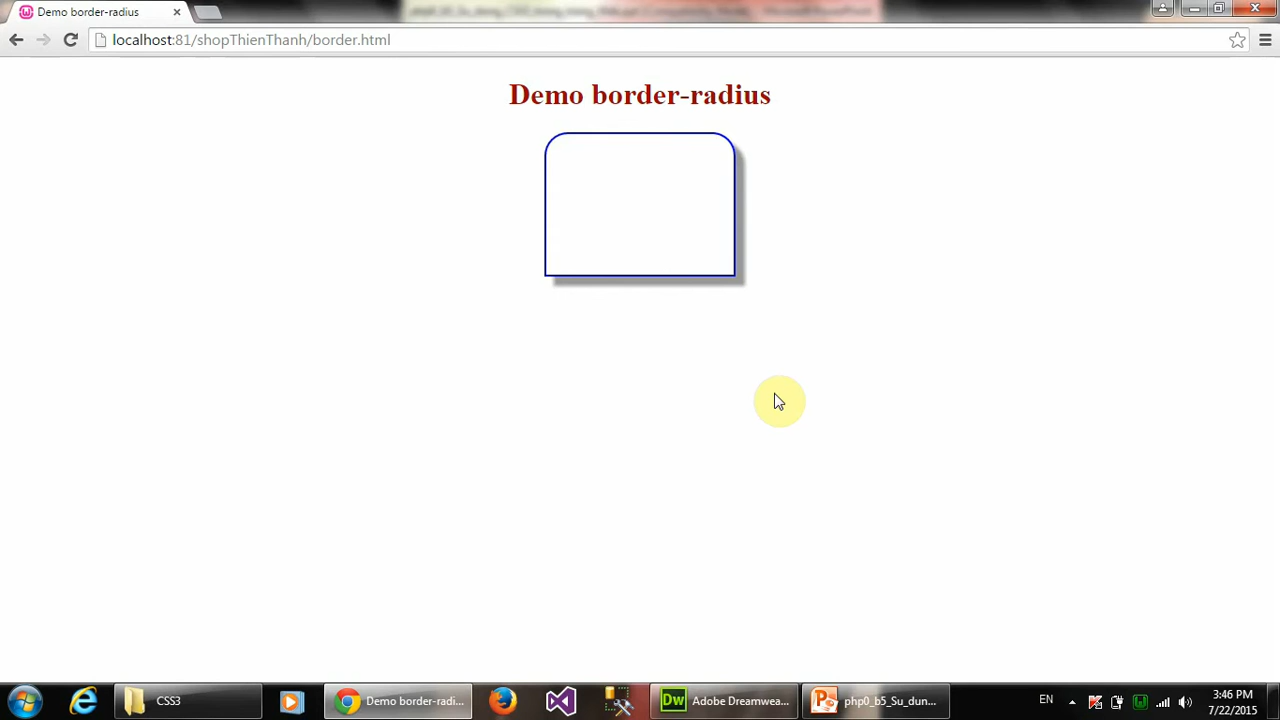 Demo border-radius
localhost:81/shopThienThanh/border.html
Demo border-radius
CSS3
Demo border-radi...
Adobe Dreamwea...
php0_b5_Su_dun...
EN
3:46 PM
7/22/2015